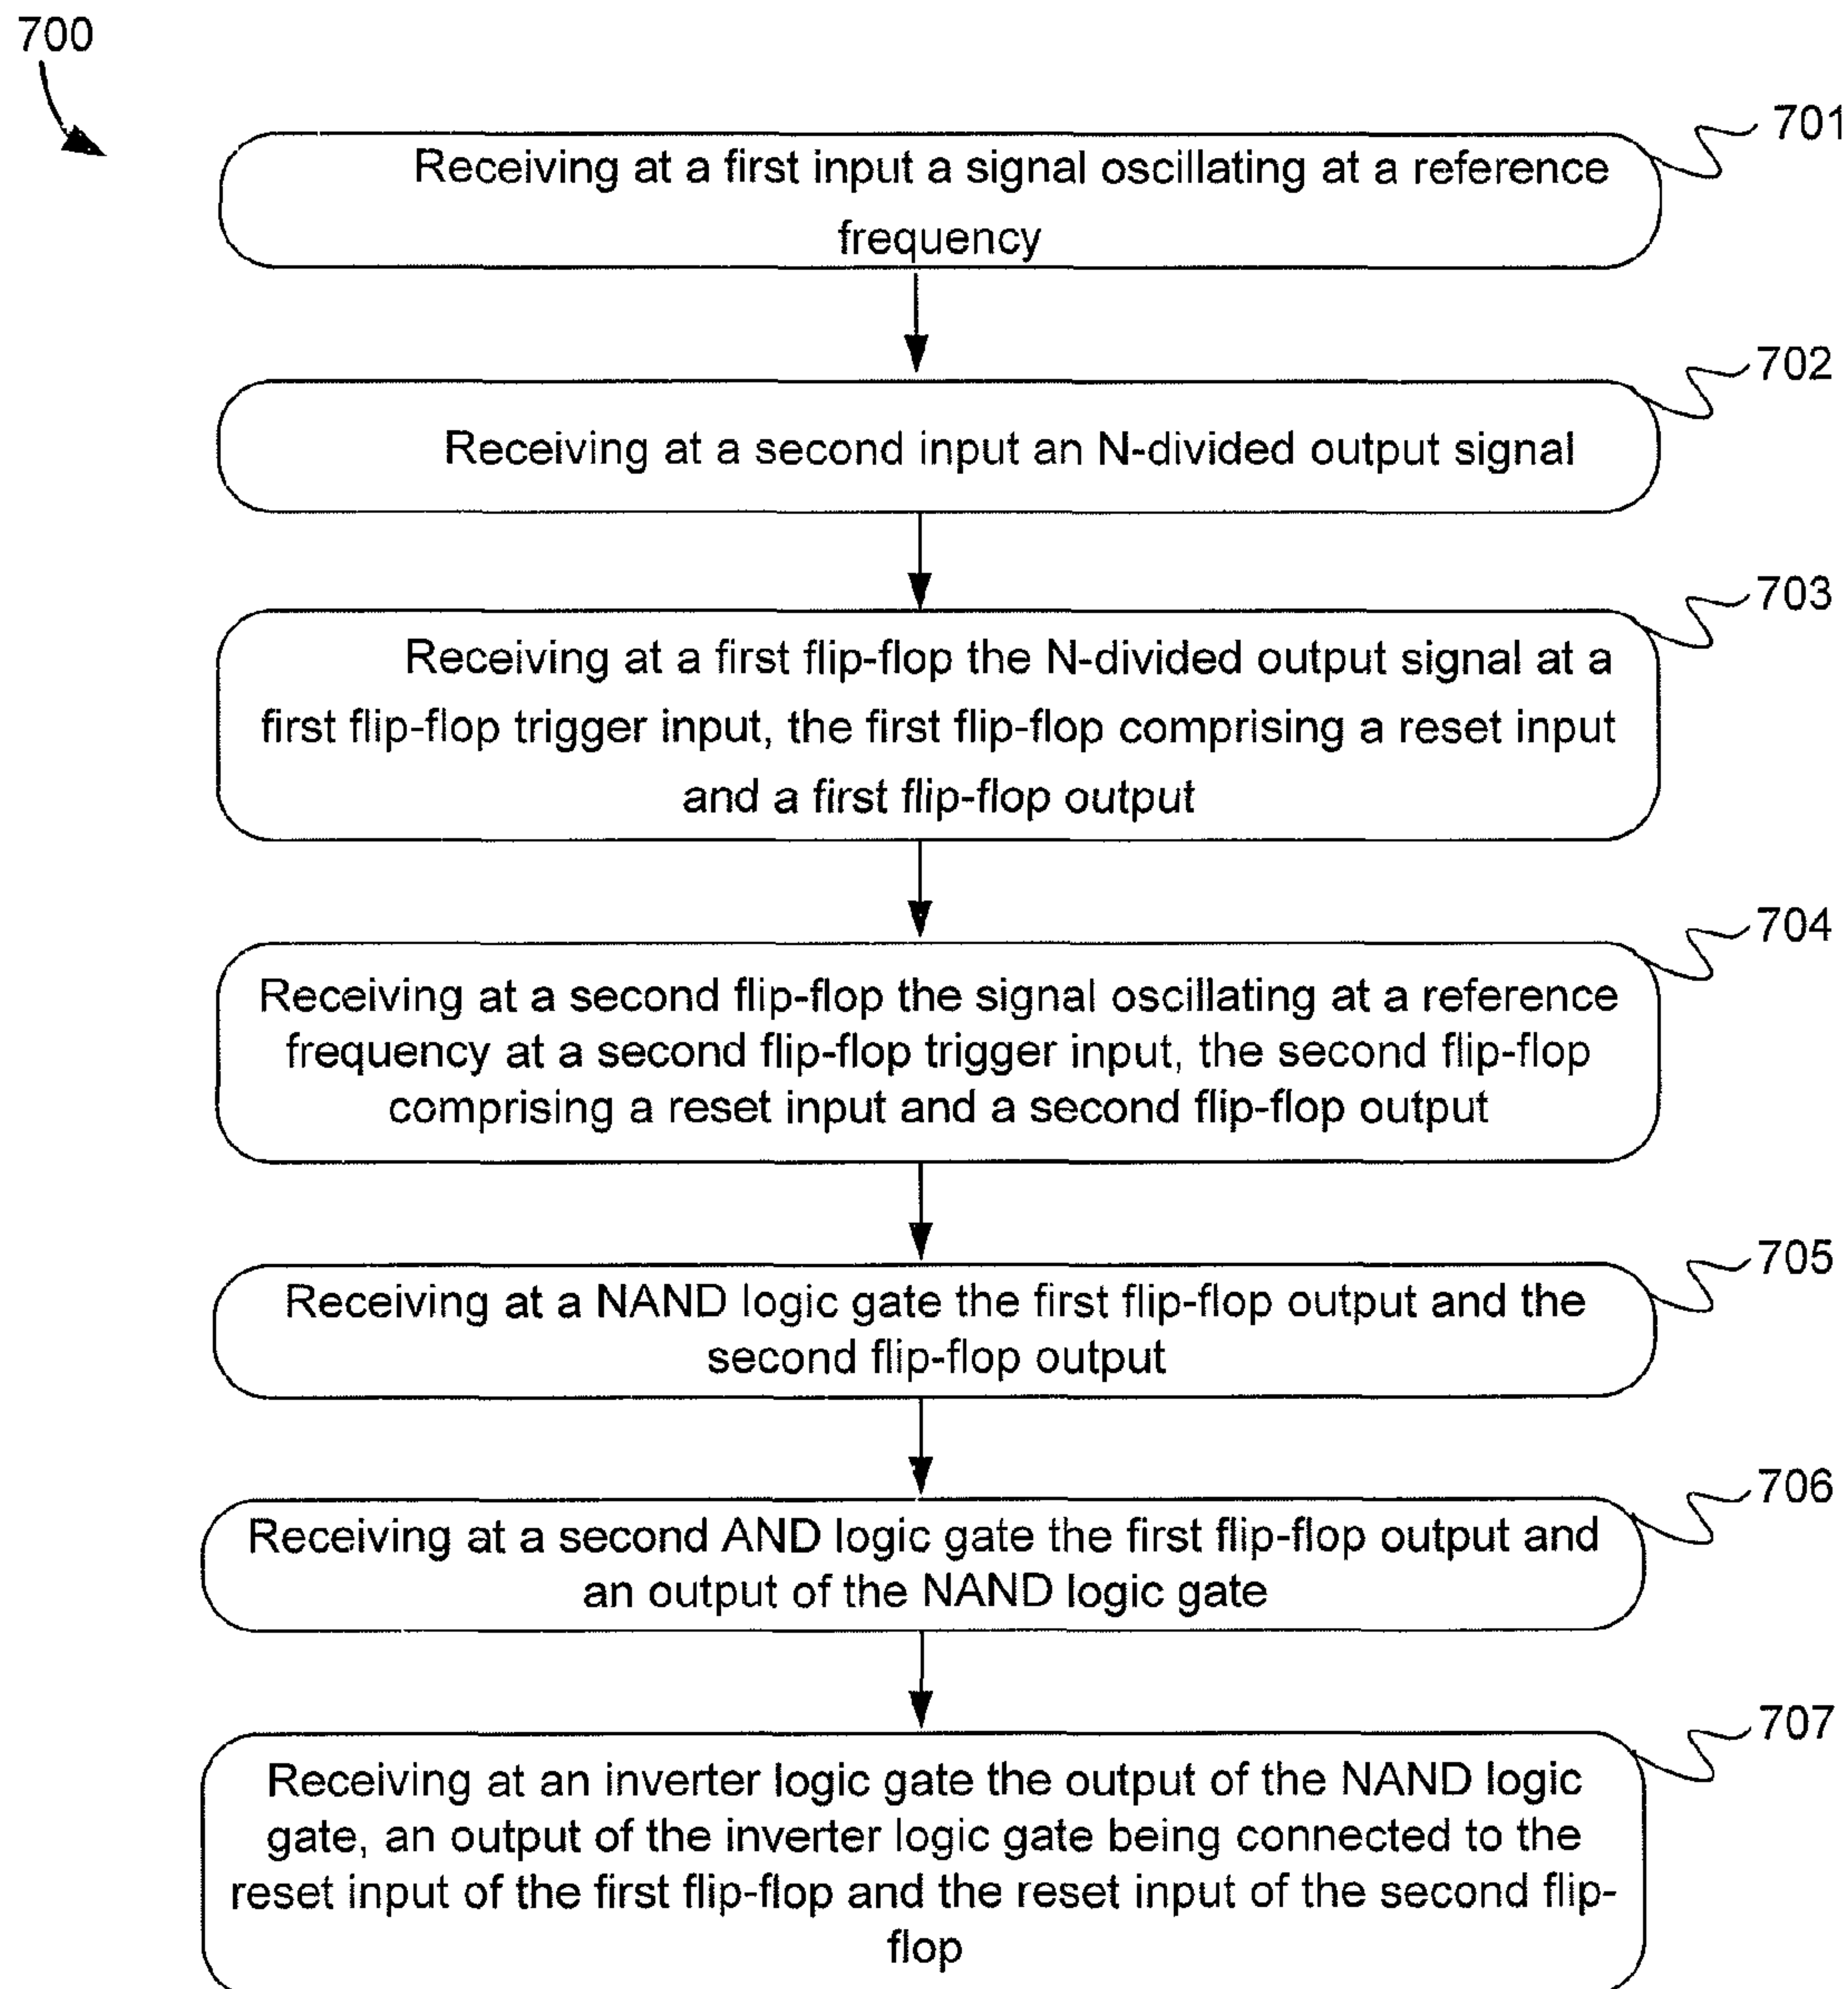 700
701
Receiving at a first input a signal oscillating at a reference
frequency
702
Receiving at a second input an N-divided output signal
703
Receiving at a first flip-flop the N-divided output signal at a
first flip-flop trigger input, the first flip-flop comprising a reset input
and a first flip-flop output
704
Receiving at a second flip-flop the signal oscillating at a reference
frequency at a second flip-flop trigger input, the second flip-flop
comprising a reset input and a second flip-flop output
705
Receiving at a NAND logic gate the first flip-flop output and the
second flip-flop output
706
Receiving at a second AND logic gate the first flip-flop output and
an output of the NAND logic gate
707
Receiving at an inverter logic gate the output of the NAND logic
gate, an output of the inverter logic gate being connected to the
reset input of the first flip-flop and the reset input of the second flip-
flop